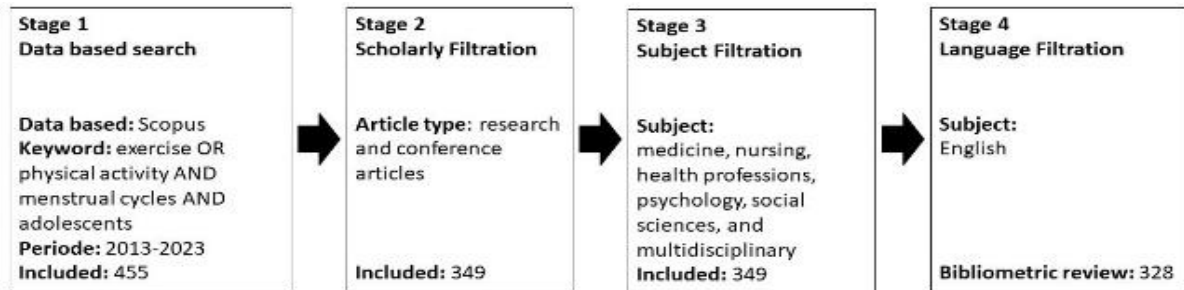 Stage 1
Data based search
Data based: Scopus
Keyword: exercise OR
physical activity AND
menstrual cycles AND
adolescents
Periode: 2013-2023
Included: 455
Stage 2
Scholarly Filtration
Article type: research
and conference
articles
Included: 349
Stage 3
Subject Filtration
Subject:
medicine, nursing,
health professions,
psychology, social
sciences, and
multidisciplinary
Included: 349
Stage 4
Language Filtration
Subject:
English
Bibliometric review: 328